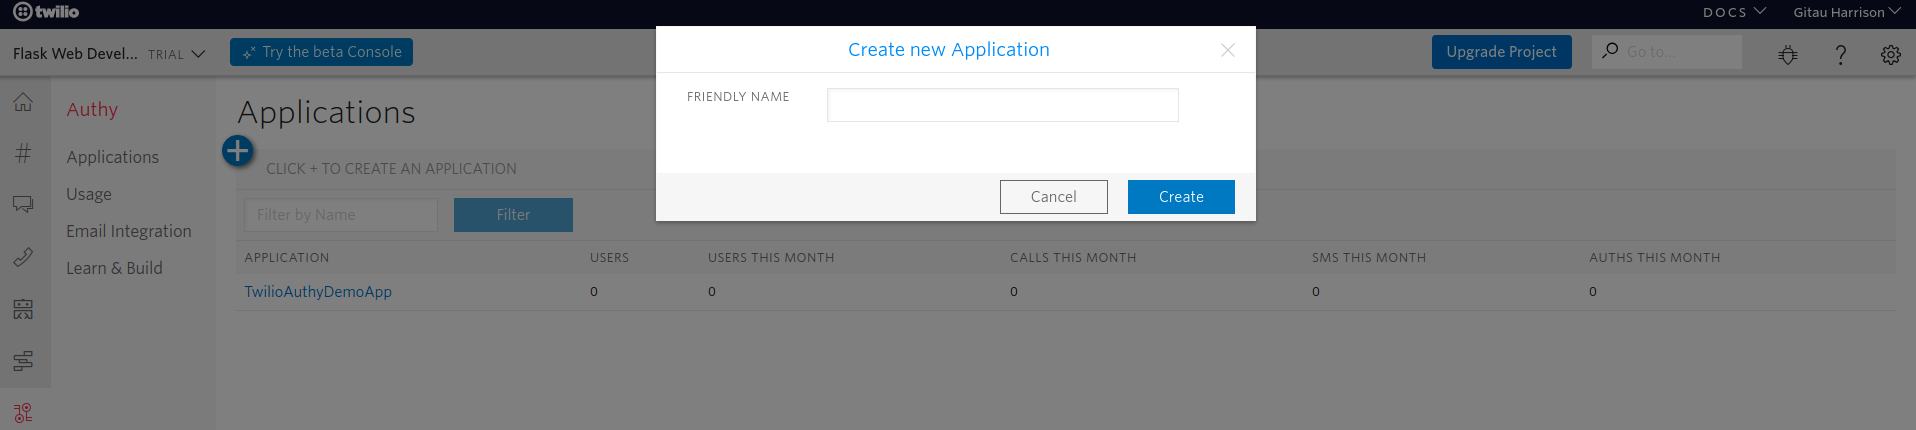 twilio
DOCS
Gitau Harrison
Flask Web Devel... TRIAL
Try the beta Console
Upgrade Project
Go to...
Create new Application
FRIENDLY NAME
Cancel
Create
Authy
Applications
Usage
Email Integration
Learn & Build
Applications
CLICK + TO CREATE AN APPLICATION
Filter by Name
Filter
APPLICATION USERS USERS THIS MONTH CALLS THIS MONTH SMS THIS MONTH AUTHS THIS MONTH
TwilioAuthyDemoApp 0 0 0 0 0